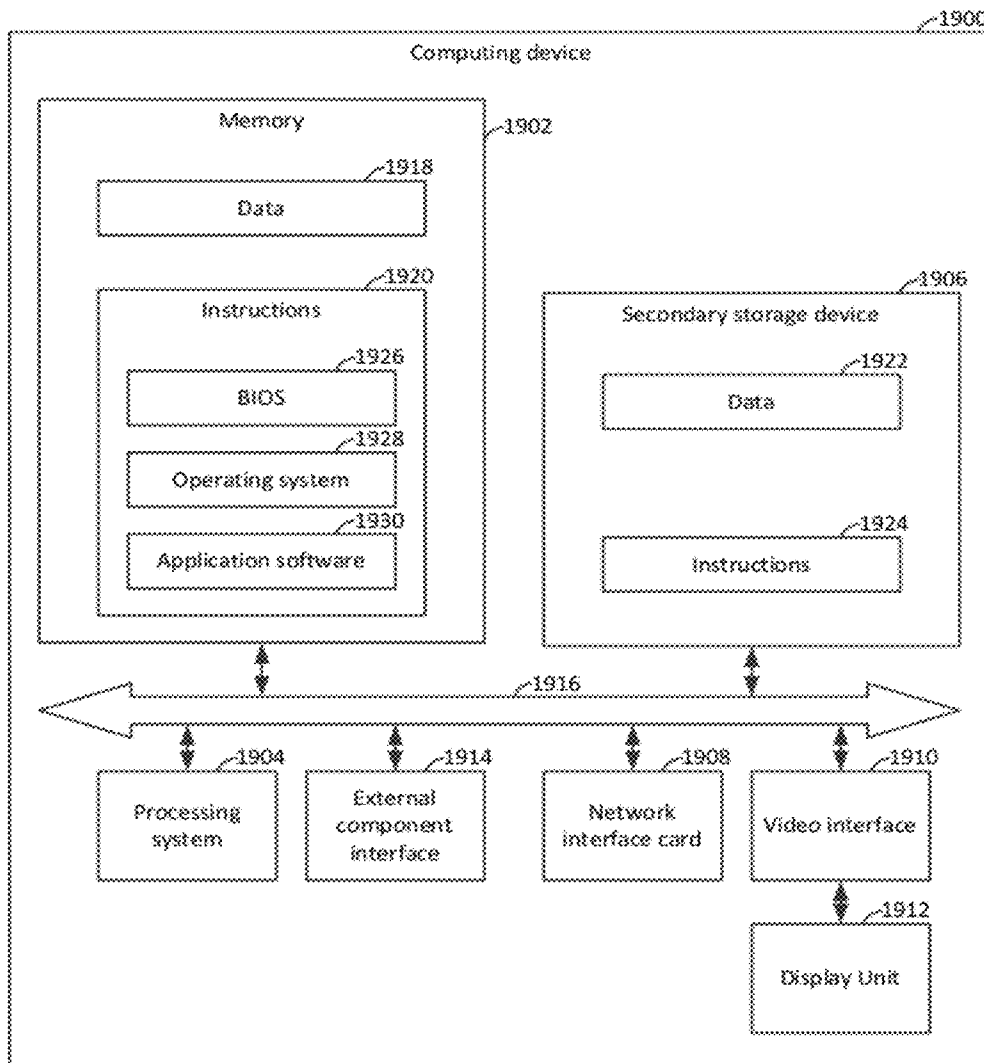 1900
Computing device
Memory
1902
1918
Data
1920
Instructions
1926
BIOS
1928
Operating system
1930
Application software
1906
Secondary storage device
1922
Data
1924
Instructions
1916
1904
Processing
system
1914
External
component
interface
1908
Network
interface card
1910
Video interface
1912
Display Unit